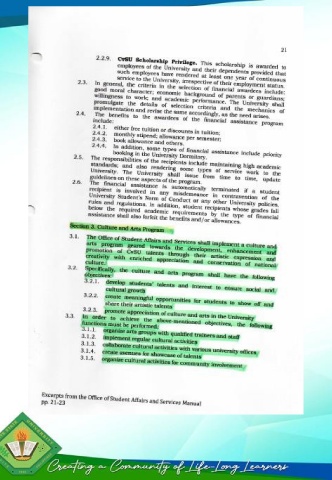 21
2.2.9. CvSU Scholarship Privilege. This scholarship is awarded to
employees of the University and their dependents provided that
such employees have rendered at least one year of continuous
service to the University, irrespective of their employment status.
2.3. In general, the criteria in the selection of financial awardees include:
good moral character; economic background of parents or guardians;
willingness to work; and academic performance. The University shall
promulgate the details of selection criteria and the mechanics of
implementation and revise the same accordingly, as the need arises.
2.4. The benefits to the awardees of the financial assistance program
include:
2.4.1. either free tuition or discounts in tuition;
2.4.2. monthly stipend; allowance per semester;
2.4.3. book allowance and others.
2.4.4. In addition, some types of financial assistance include priority
booking in the University Dormitory.
2.5. The responsibilities of the recipients include maintaining high academic
standards; and also rendering some types of service work to the
University. The University shall issue from time to time, update
guidelines on these aspects of the program.
2.6. The financial assistance is automatically terminated if a student
recipient is involved in any misdemeanor in contravention of the
University Student's Norm of Conduct or any other University policies,
rules and regulations. In addition, student recipients whose grades fall
below the required academic requirements by the type of financial
assistance shall also forfeit the benefits and/or allowances.
Section 3. Culture and Arts Program
3.1. The Office of Student Affairs and Services shall implement a culture and
arts program geared towards the development, enhancement and
promotion of CvSU talents through their artistic expression and
creativity with enriched appreciation and conservation of national
culture.
3.2. Specifically, the culture and arts program shall have the following
objectives:
3.2.1. develop students' talents and interest to ensure social and
cultural growth
3.2.2. create meaningful opportunities for students to show off and
share their artistic talents
3.2.3. promote appreciation of culture and arts in the University
3.3. In order to achieve the above-mentioned objectives, the following
functions must be performed:
3.1.1. organize arts groups with qualified trainers and staff
3.1.2. implement regular cultural activities
3.1.3. collaborate cultural activities with various university offices
3.1.4. create avenues for showcase of talents
3.1.5. organize cultural activities for community involvement
Excerpts from the Office of Student Affairs and Services Manual
pp. 21-23
Creating a Community of Life-Long Learners